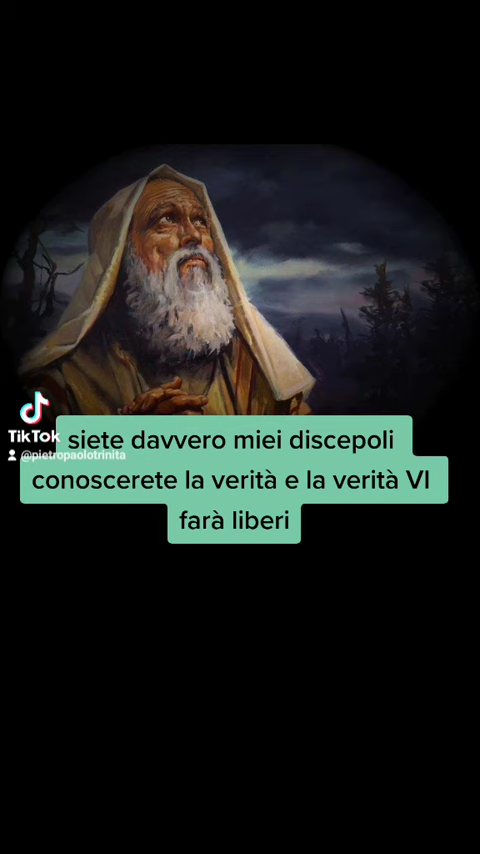 TikTok
@pietropaolotrinita
siete davvero miei discepoli
conoscerete la verità e la verità VI
farà liberi